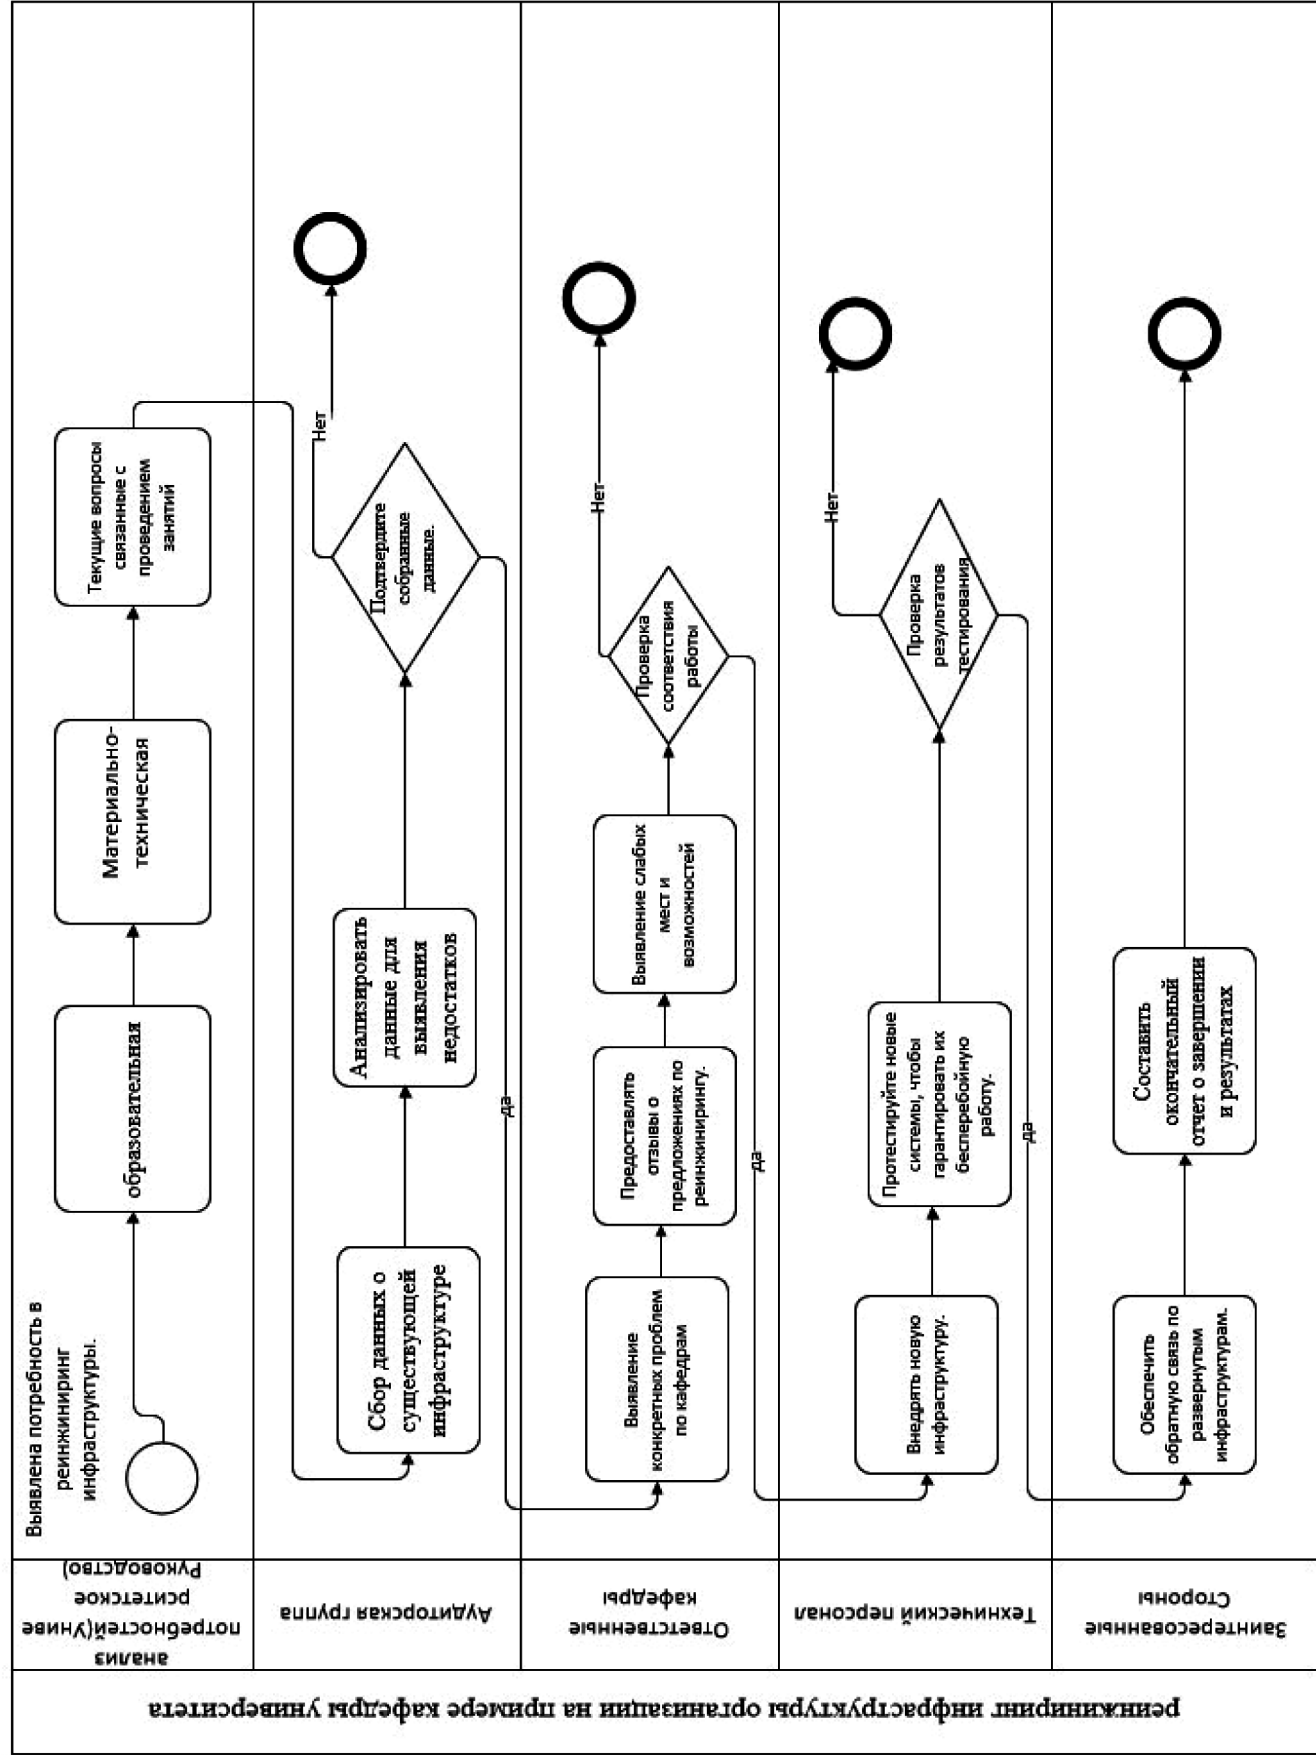 реинжиниринг инфраструктуры организации на примере кафедры университета
анализ
потребностей(Униве
рситетское
Руководство)
Выявлена потребность в
реинжиниринг
инфраструктуры.
образовательная
Материально-
техническая
Текущие вопросы
связанные с
проведением
занятий
Аудиторская группа
Сбор данных о
существующей
инфраструктуре
Анализировать
данные для
выявления
недостатков
Подтвердите
собранные
данные.
Нет
да
Ответственные
кафедры
Выявление
конкретных проблем
по кафедрам
Предоставлять
отзывы о
предложениях по
реинжинирингу.
Выявление слабых
мест и
возможностей
Проверка
соответствия
работы
Нет
да
Технический персонал
Внедрять новую
инфраструктуру.
Протестируйте новые
системы, чтобы
гарантировать их
бесперебойную
работу.
Проверка
результатов
тестирования
Нет
да
Заинтересованные
Стороны
Обеспечить
обратную связь по
развернутым
инфраструктурам.
Составить
окончательный
отчет о завершении
и результатах